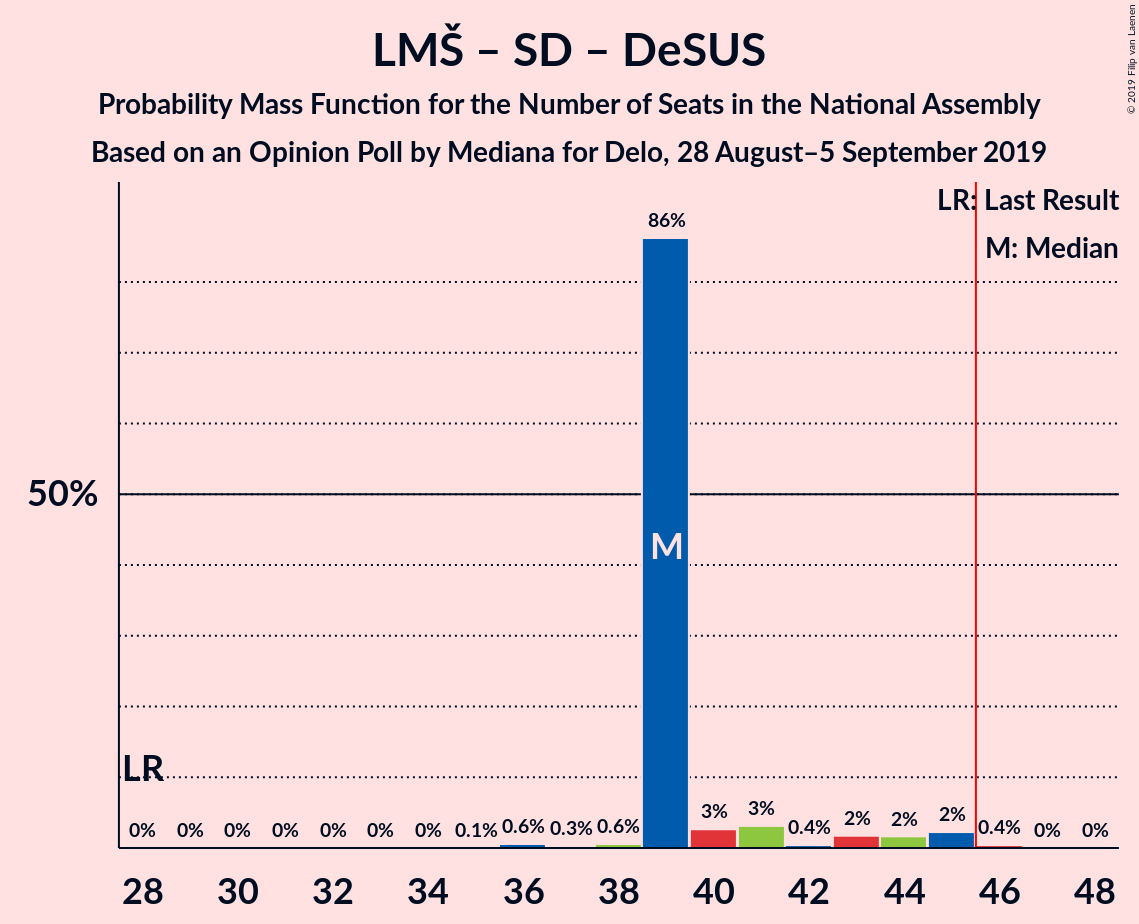 LMŠ – SD – DeSUS
Probability Mass Function for the Number of Seats in the National Assembly
Based on an Opinion Poll by Mediana for Delo, 28 August–5 September 2019
© 2019 Filip van Laenen
LR: Last Result
M: Median
86%
50%
M
LR
0% 0% 0% 0% 0% 0% 0% 0.1% 0.6% 0.3% 0.6% 3% 3% 0.4% 2% 2% 2% 0.4% 0% 0%
28 30 32 34 36 38 40 42 44 46 48